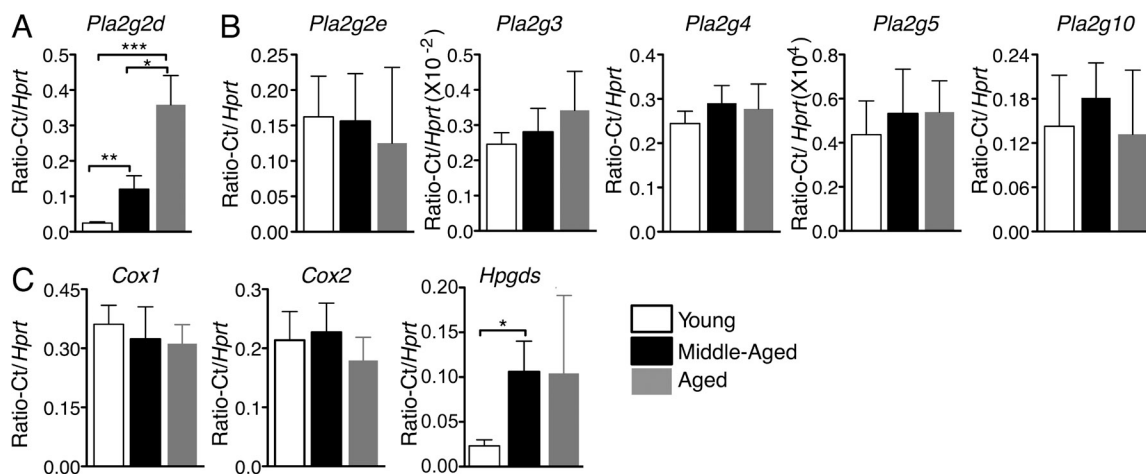 A
Pla2g2d
Ratio-Ct/Hprt
0.5
0.4
0.3
0.2
0.1
0.0
***
*
**
B
Pla2g2e
Ratio-Ct/Hprt
0.25
0.20
0.15
0.10
0.05
0.00
Pla2g3
Ratio-Ct/Hprt (X10-2)
0.5
0.4
0.3
0.2
0.1
0.0
Pla2g4
Ratio-Ct/Hprt
0.4
0.3
0.2
0.1
0.0
Pla2g5
Ratio-Ct/ Hprt(X104)
0.8
0.6
0.4
0.2
0.0
Pla2g10
Ratio-Ct/Hprt
0.24
0.18
0.12
0.06
0.00
C
Cox1
Ratio-Ct/Hprt
0.45
0.30
0.15
0.00
Cox2
Ratio-Ct/Hprt
0.3
0.2
0.1
0.0
Hpgds
Ratio-Ct/Hprt
0.20
0.15
0.10
0.05
0.00
*
Young
Middle-Aged
Aged